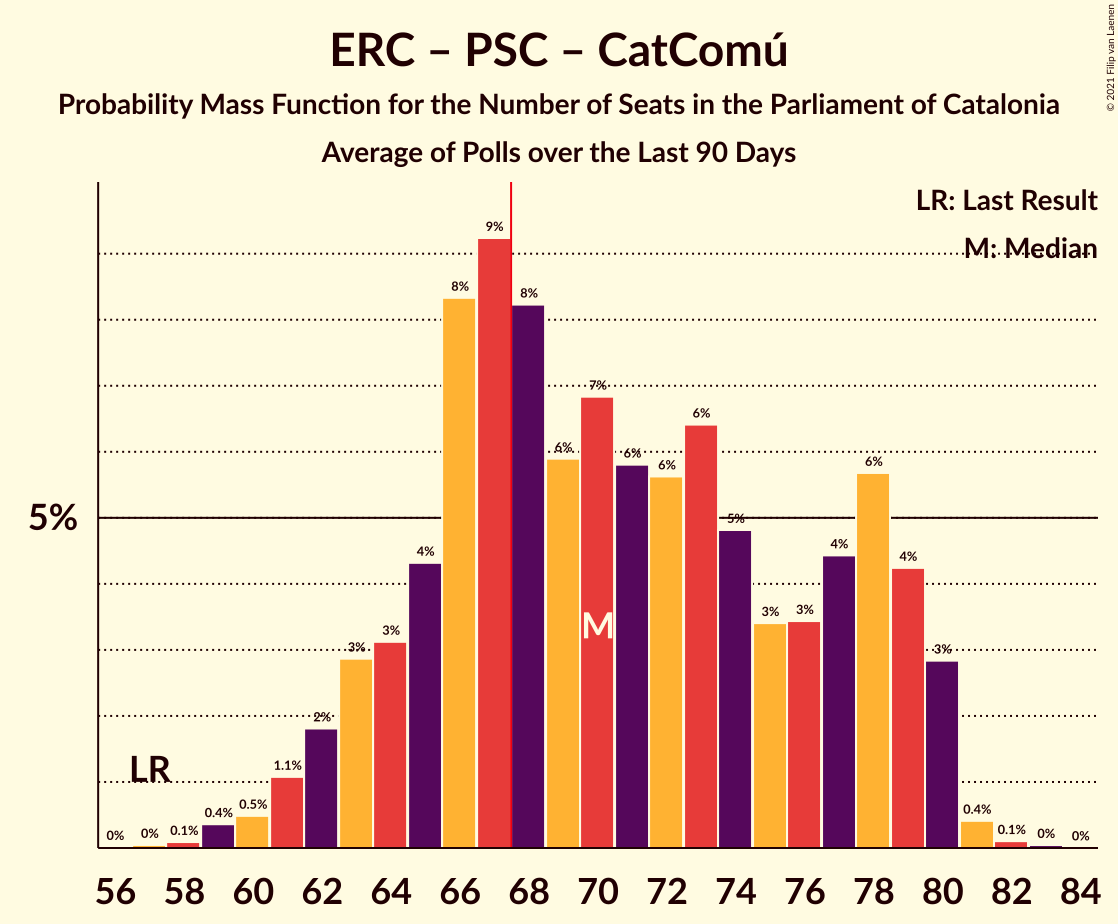 ERC – PSC – CatComú
Probability Mass Function for the Number of Seats in the Parliament of Catalonia
Average of Polls over the Last 90 Days
© 2021 Filip van Laenen
LR: Last Result
M: Median
5%
LR
M
0% 0% 0.1% 0.4% 0.5% 1.1% 2% 3% 3% 4% 8% 9% 8% 6% 7% 6% 6% 6% 5% 3% 3% 4% 6% 4% 3% 0.4% 0.1% 0% 0%
56 58 60 62 64 66 68 70 72 74 76 78 80 82 84